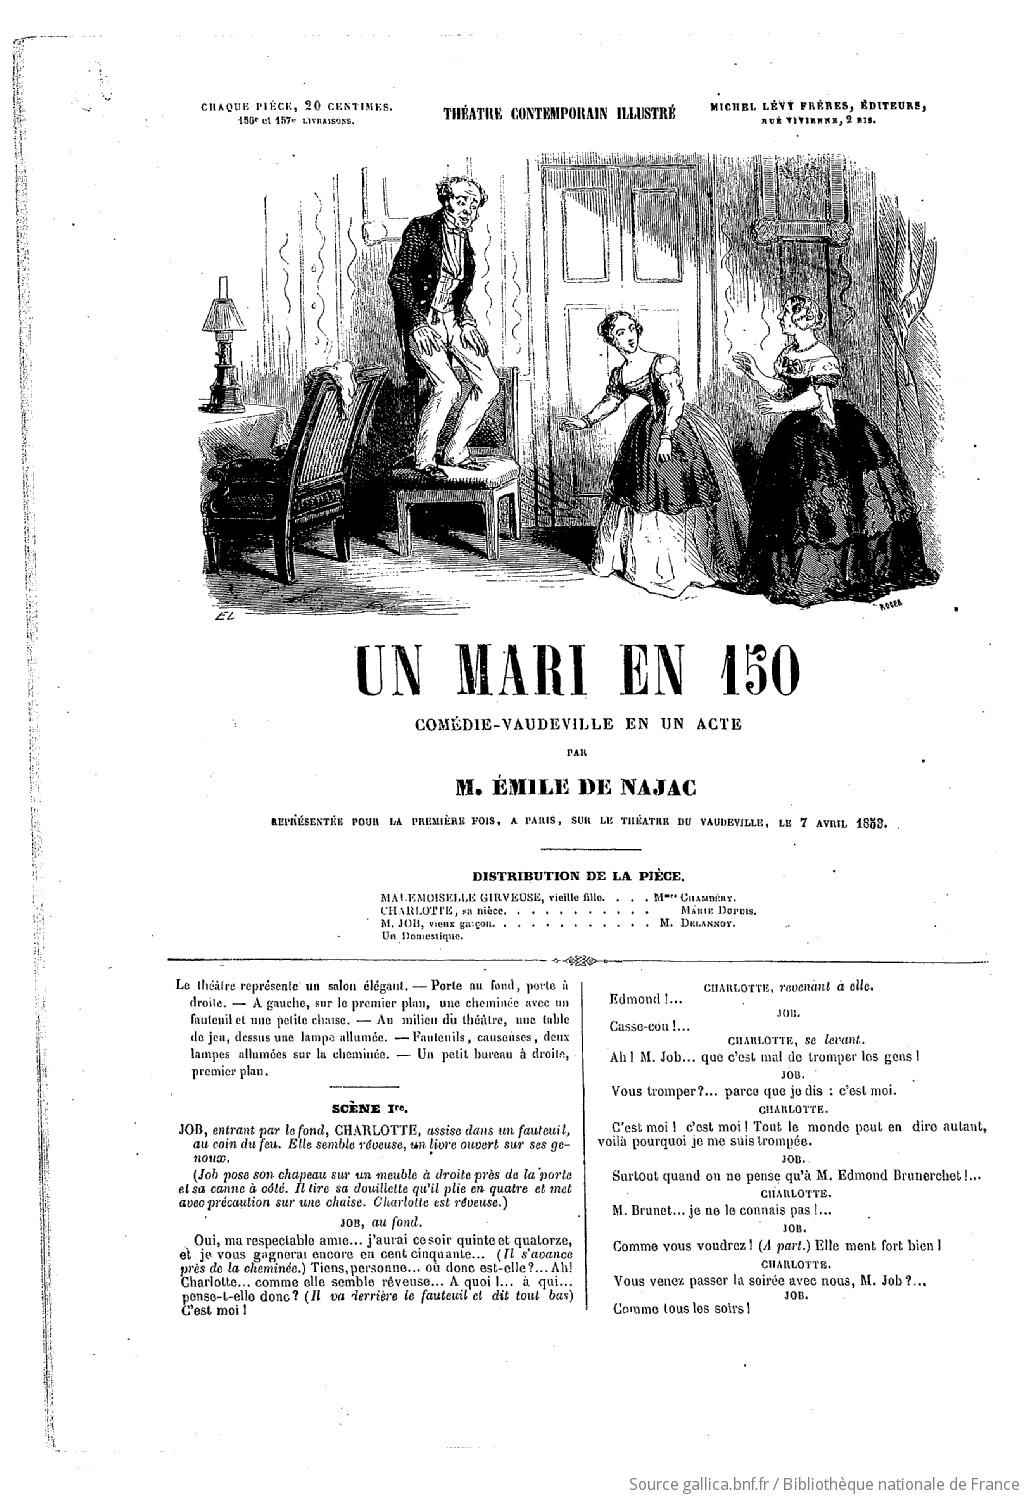 CHAQUE PIÈCE, 20 CENTIMES.
156e et 157e LIVRAISONS.
THÉATRE CONTEMPORAIN ILLUSTRÉ
MICHEL LÉVY FRÈRES, ÉDITEURS,
RUE VIVIENNE, 2 BIS.
EL
ROSER
UN MARI EN 150
COMÉDIE-VAUDEVILLE EN UN ACTE
PAR
M. ÉMILE DE NAJAC
REPRÉSENTÉE POUR LA PREMIÈRE FOIS, A PARIS, SUR LE THÉATRE DU VAUDEVILLE, LE 7 AVRIL 1853.
DISTRIBUTION DE LA PIÈCE.
MADEMOISELLE GIRVEUSE, vieille fille. . . . Mmes CHAMBÉRY.
CHARLOTTE, sa nièce. . . . . . . . . . . MARIE DUPUIS.
M. JOB, vieux garçon. . . . . . . . . . . . M. DELANNOY.
Un Domestique.
Le théâtre représente un salon élégant. — Porte au fond, porte à
droite. — A gauche, sur le premier plan, une cheminée avec un
fauteuil et une petite chaise. — Au milieu du théâtre, une table
de jeu, dessus une lampe allumée. — Fauteuils, causeuses, deux
lampes allumées sur la cheminée. — Un petit bureau à droite,
premier plan.
SCÈNE Ire.
JOB, entrant par le fond, CHARLOTTE, assise dans un fauteuil,
au coin du feu. Elle semble rêveuse, un livre ouvert sur ses ge-
noux.
(Job pose son chapeau sur un meuble à droite près de la porte
et sa canne à côté. Il tire sa douillette qu'il plie en quatre et met
avec précaution sur une chaise. Charlotte est rêveuse.)
JOB, au fond.
Oui, ma respectable amie... j'aurai ce soir quinte et quatorze,
et je vous gagnerai encore en cent cinquante... (Il s'avance
près de la cheminée.) Tiens, personne... où donc est-elle?... Ah!
Charlotte... comme elle semble rêveuse... A quoi!... à qui...
pense-t-elle donc? (Il va derrière le fauteuil et dit tout bas)
C'est moi!
CHARLOTTE, revenant à elle.
Edmond!...
JOB.
Casse-cou!...
CHARLOTTE, se levant.
Ah! M. Job... que c'est mal de tromper les gens!
JOB.
Vous tromper?... parce que je dis : c'est moi.
CHARLOTTE.
C'est moi! c'est moi! Tout le monde peut en dire autant,
voilà pourquoi je me suis trompée.
JOB.
Surtout quand on ne pense qu'à M. Edmond Brunerchet!...
CHARLOTTE.
M. Brunet... je ne le connais pas!...
JOB.
Comme vous voudrez! (A part.) Elle ment fort bien!
CHARLOTTE.
Vous venez passer la soirée avec nous, M. Job?...
JOB.
Comme tous les soirs!
Source gallica.bnf.fr / Bibliothèque nationale de France